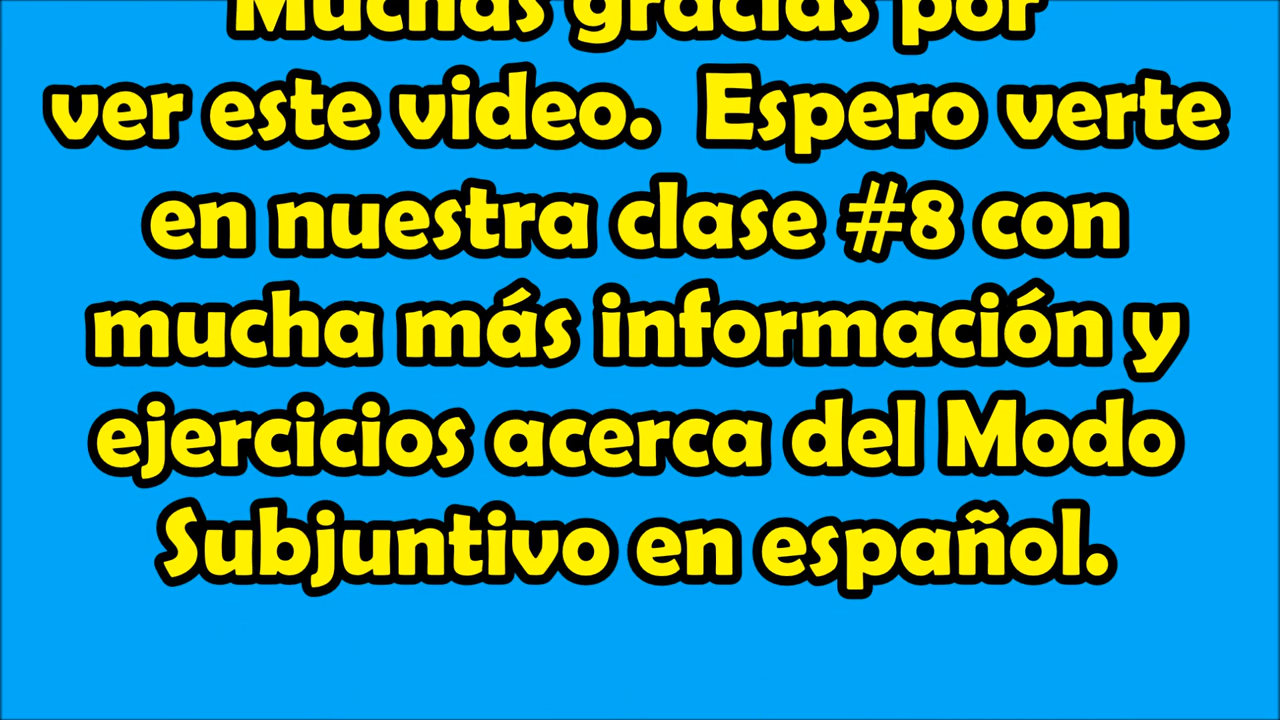 Muchas gracias por
ver este video. Espero verte
en nuestra clase #8 con
mucha más información y
ejercicios acerca del Modo
Subjuntivo en español.